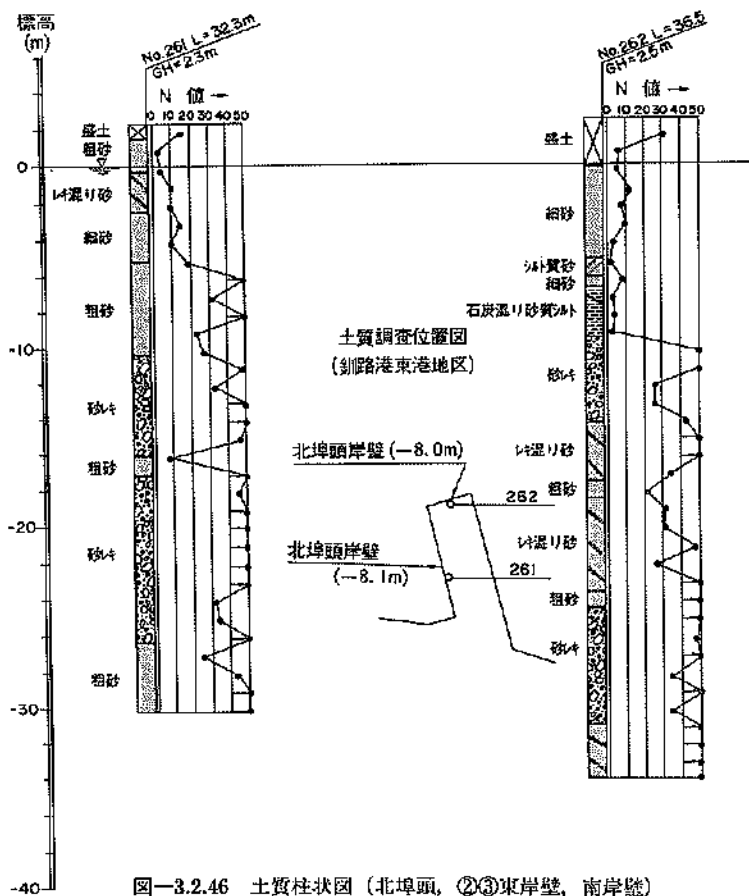 標高
(m)
No.261 L=32.3m
GH=2.3m
N 値 →
0 10 20 30 40 50
盛土
粗砂
レキ混り砂
細砂
粗砂
砂レキ
粗砂
砂レキ
粗砂
0
-10
-20
-30
-40
土質調査位置図
(釧路港東港地区)
北埠頭岸壁 (-8.0m)
262
北埠頭岸壁
(-8.1m)
261
No.262 L=36.5
GH=2.5m
N 値 →
0 10 20 30 40 50
盛土
細砂
シルト質砂
細砂
石炭混り砂質シルト
砂レキ
レキ混り砂
粗砂
レキ混り砂
粗砂
砂レキ
図-3.2.46 土質柱状図 (北埠頭, ②③東岸壁, 南岸壁)